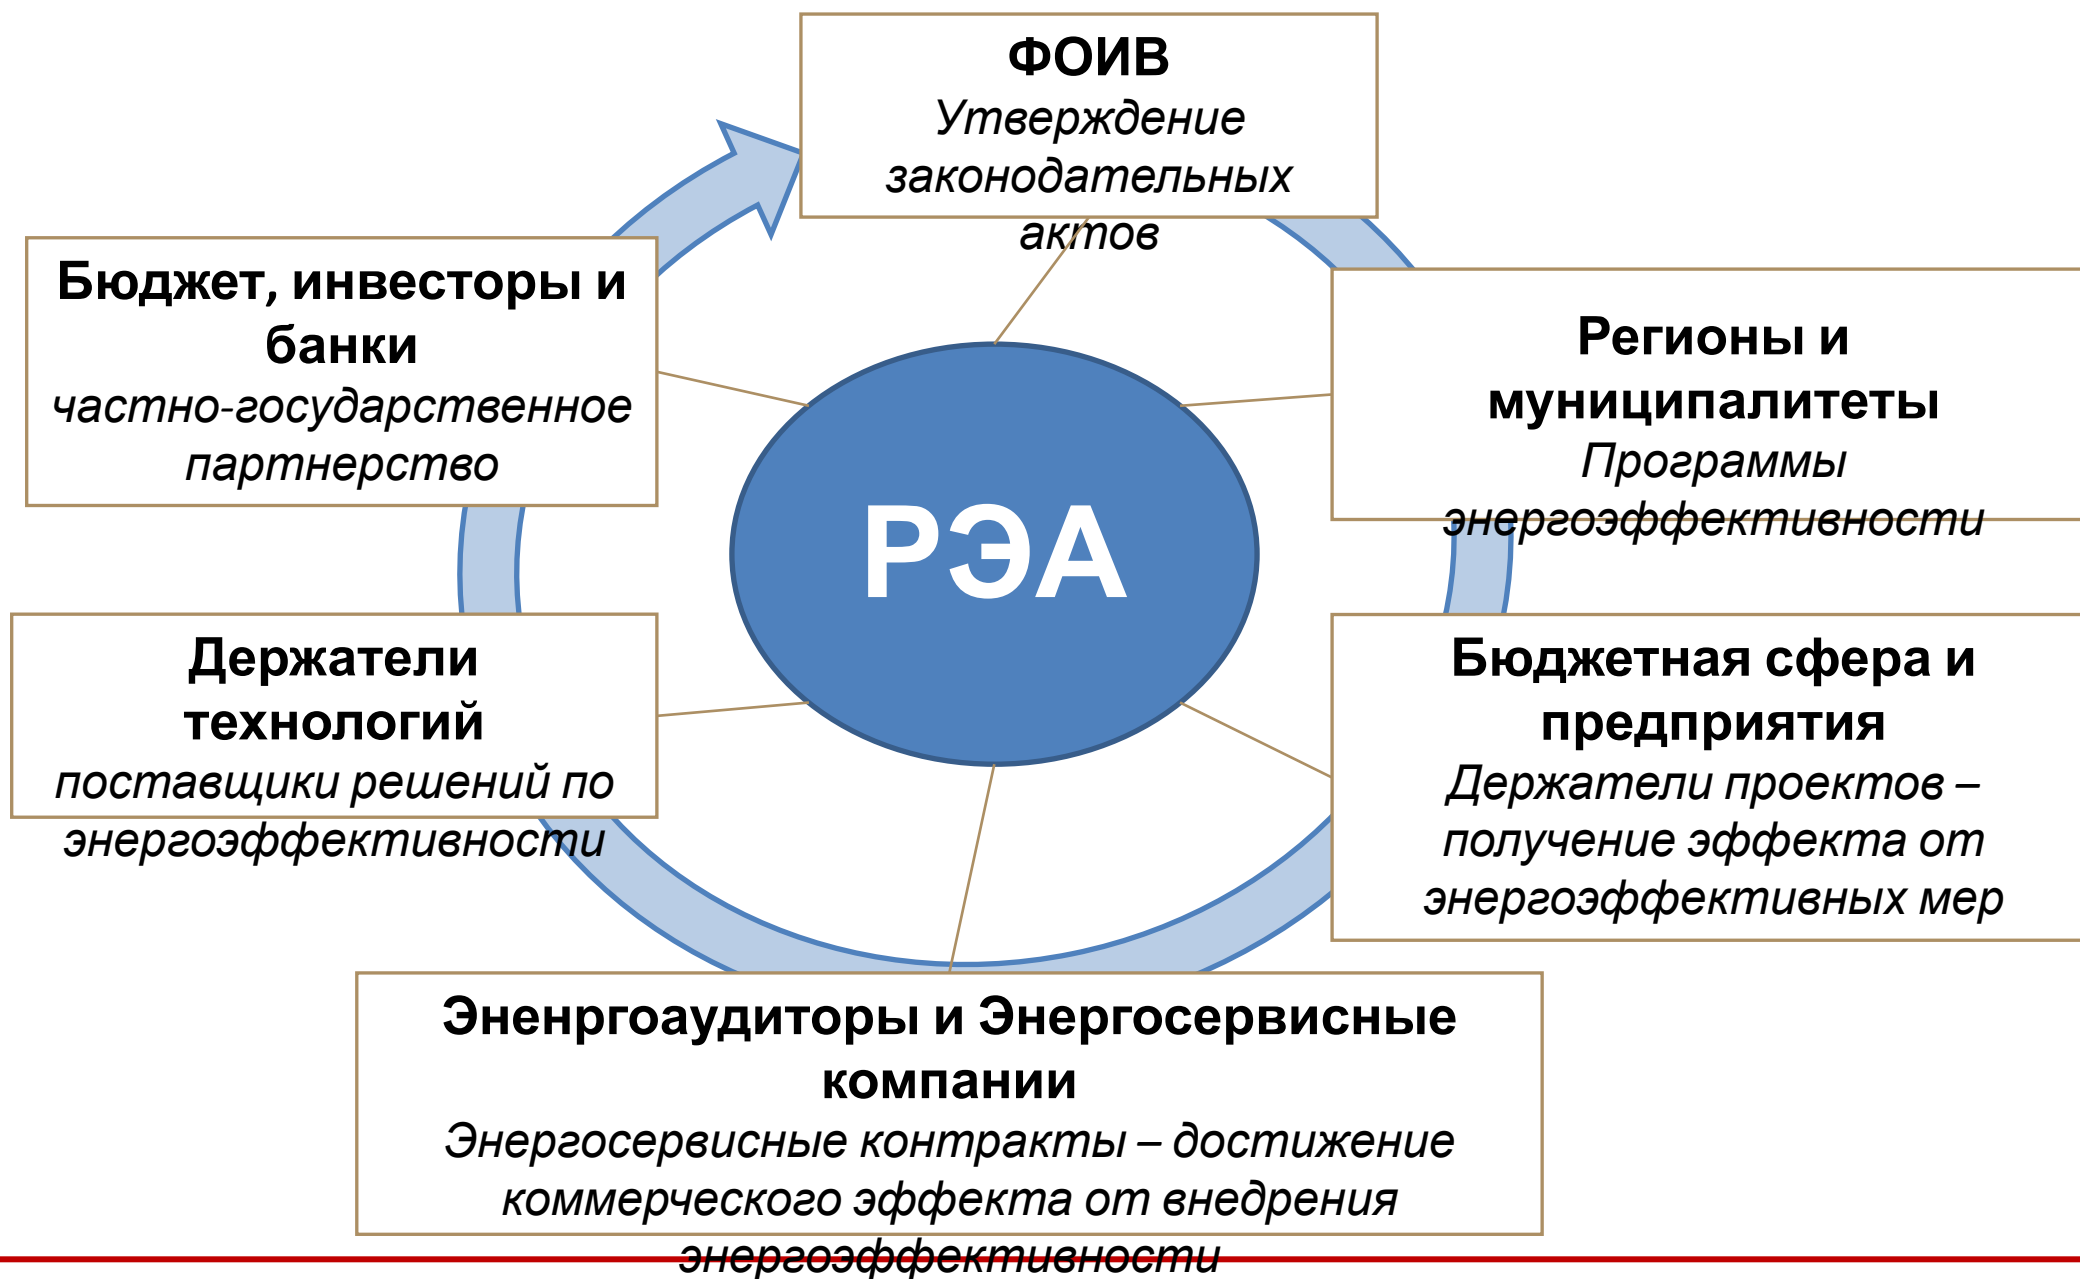 ФОИВ
Утверждение
законодательных
актов
Бюджет, инвесторы и
банки
частно-государственное
партнерство
Регионы и
муниципалитеты
Программы
энергоэффективности
РЭА
Держатели
технологий
поставщики решений по
энергоэффективности
Бюджетная сфера и
предприятия
Держатели проектов –
получение эффекта от
энергоэффективных мер
Эненргоаудиторы и Энергосервисные
компании
Энергосервисные контракты – достижение
коммерческого эффекта от внедрения
энергоэффективности